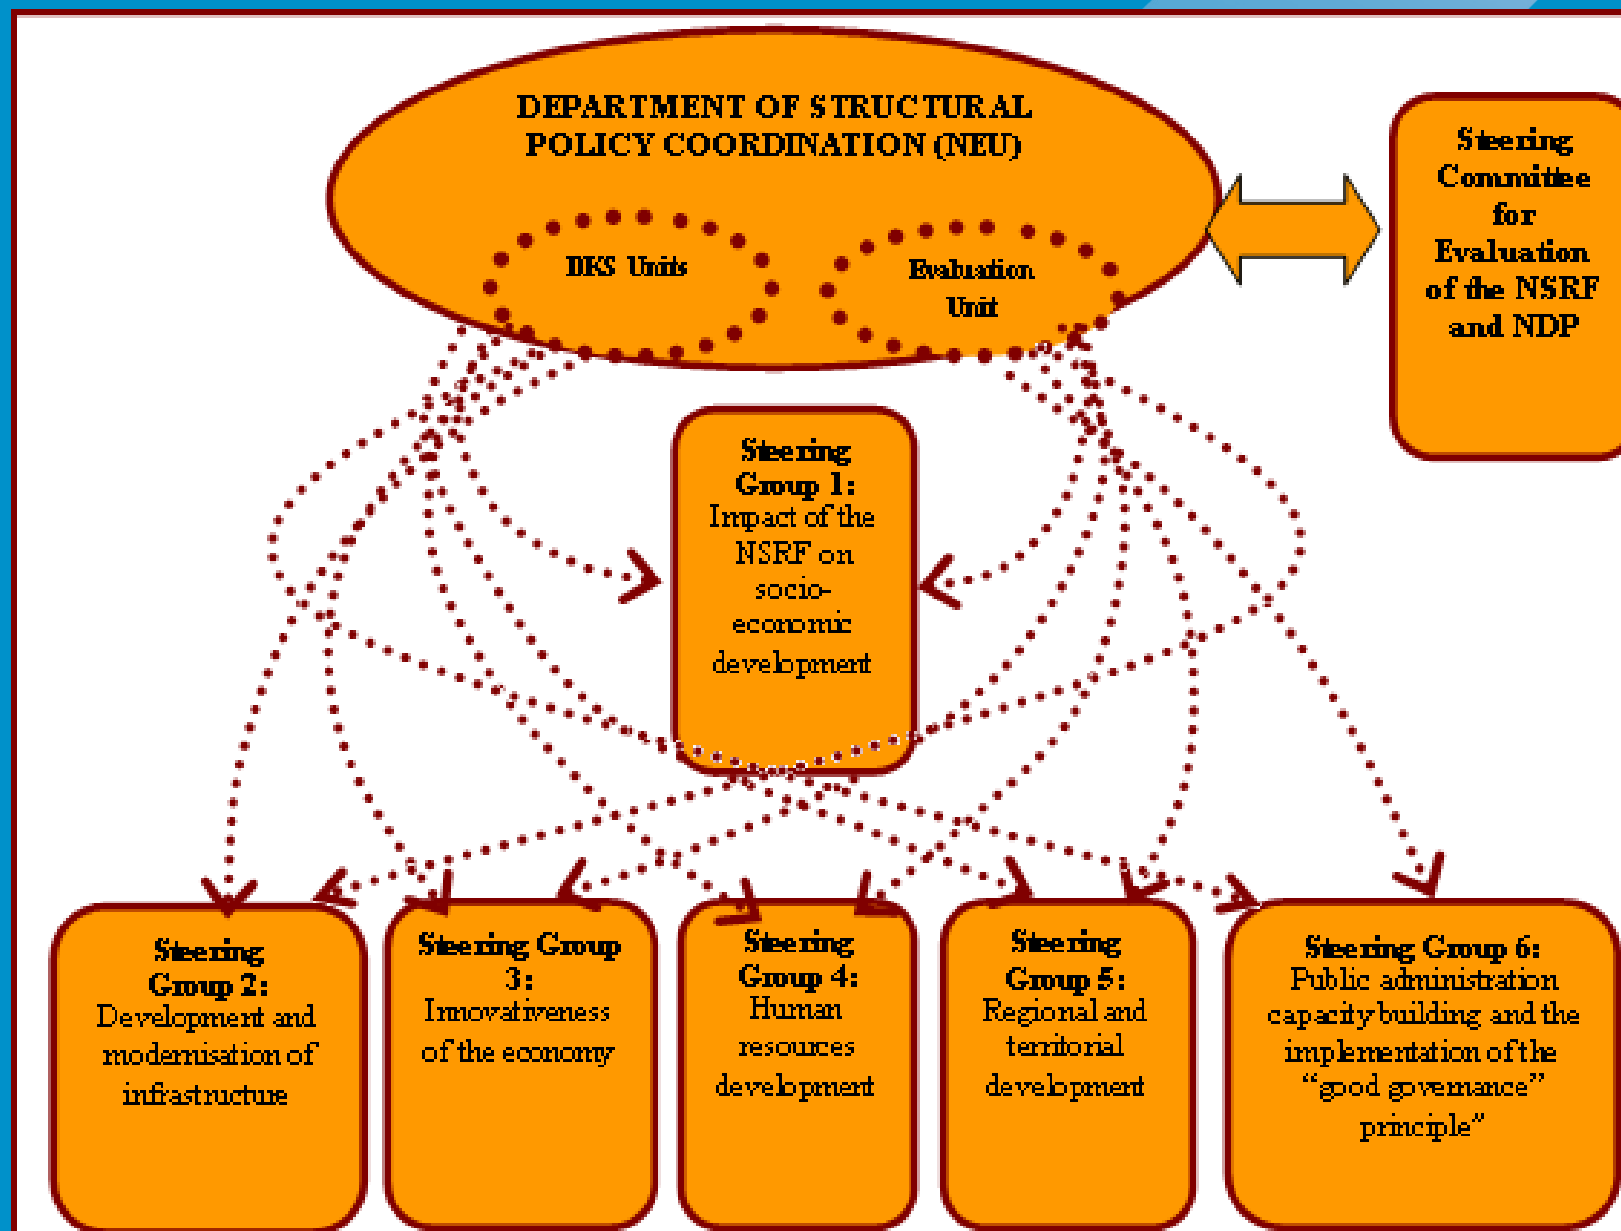 DEPARTMENT OF STRUCTURAL
POLICY COORDINATION (NEU)
DKS Units
Evaluation
Unit
Steering
Committee
for
Evaluation
of the NSRF
and NDP
Steering
Group 1:
Impact of the
NSRF on
socio-
economic
development
Steering
Group 2:
Development and
modernisation of
infrastructure
Steering Group
3:
Innovativeness
of the economy
Steering
Group 4:
Human
resources
development
Steering
Group 5:
Regional and
territorial
development
Steering Group 6:
Public administration
capacity building and the
implementation of the
“good governance”
principle”